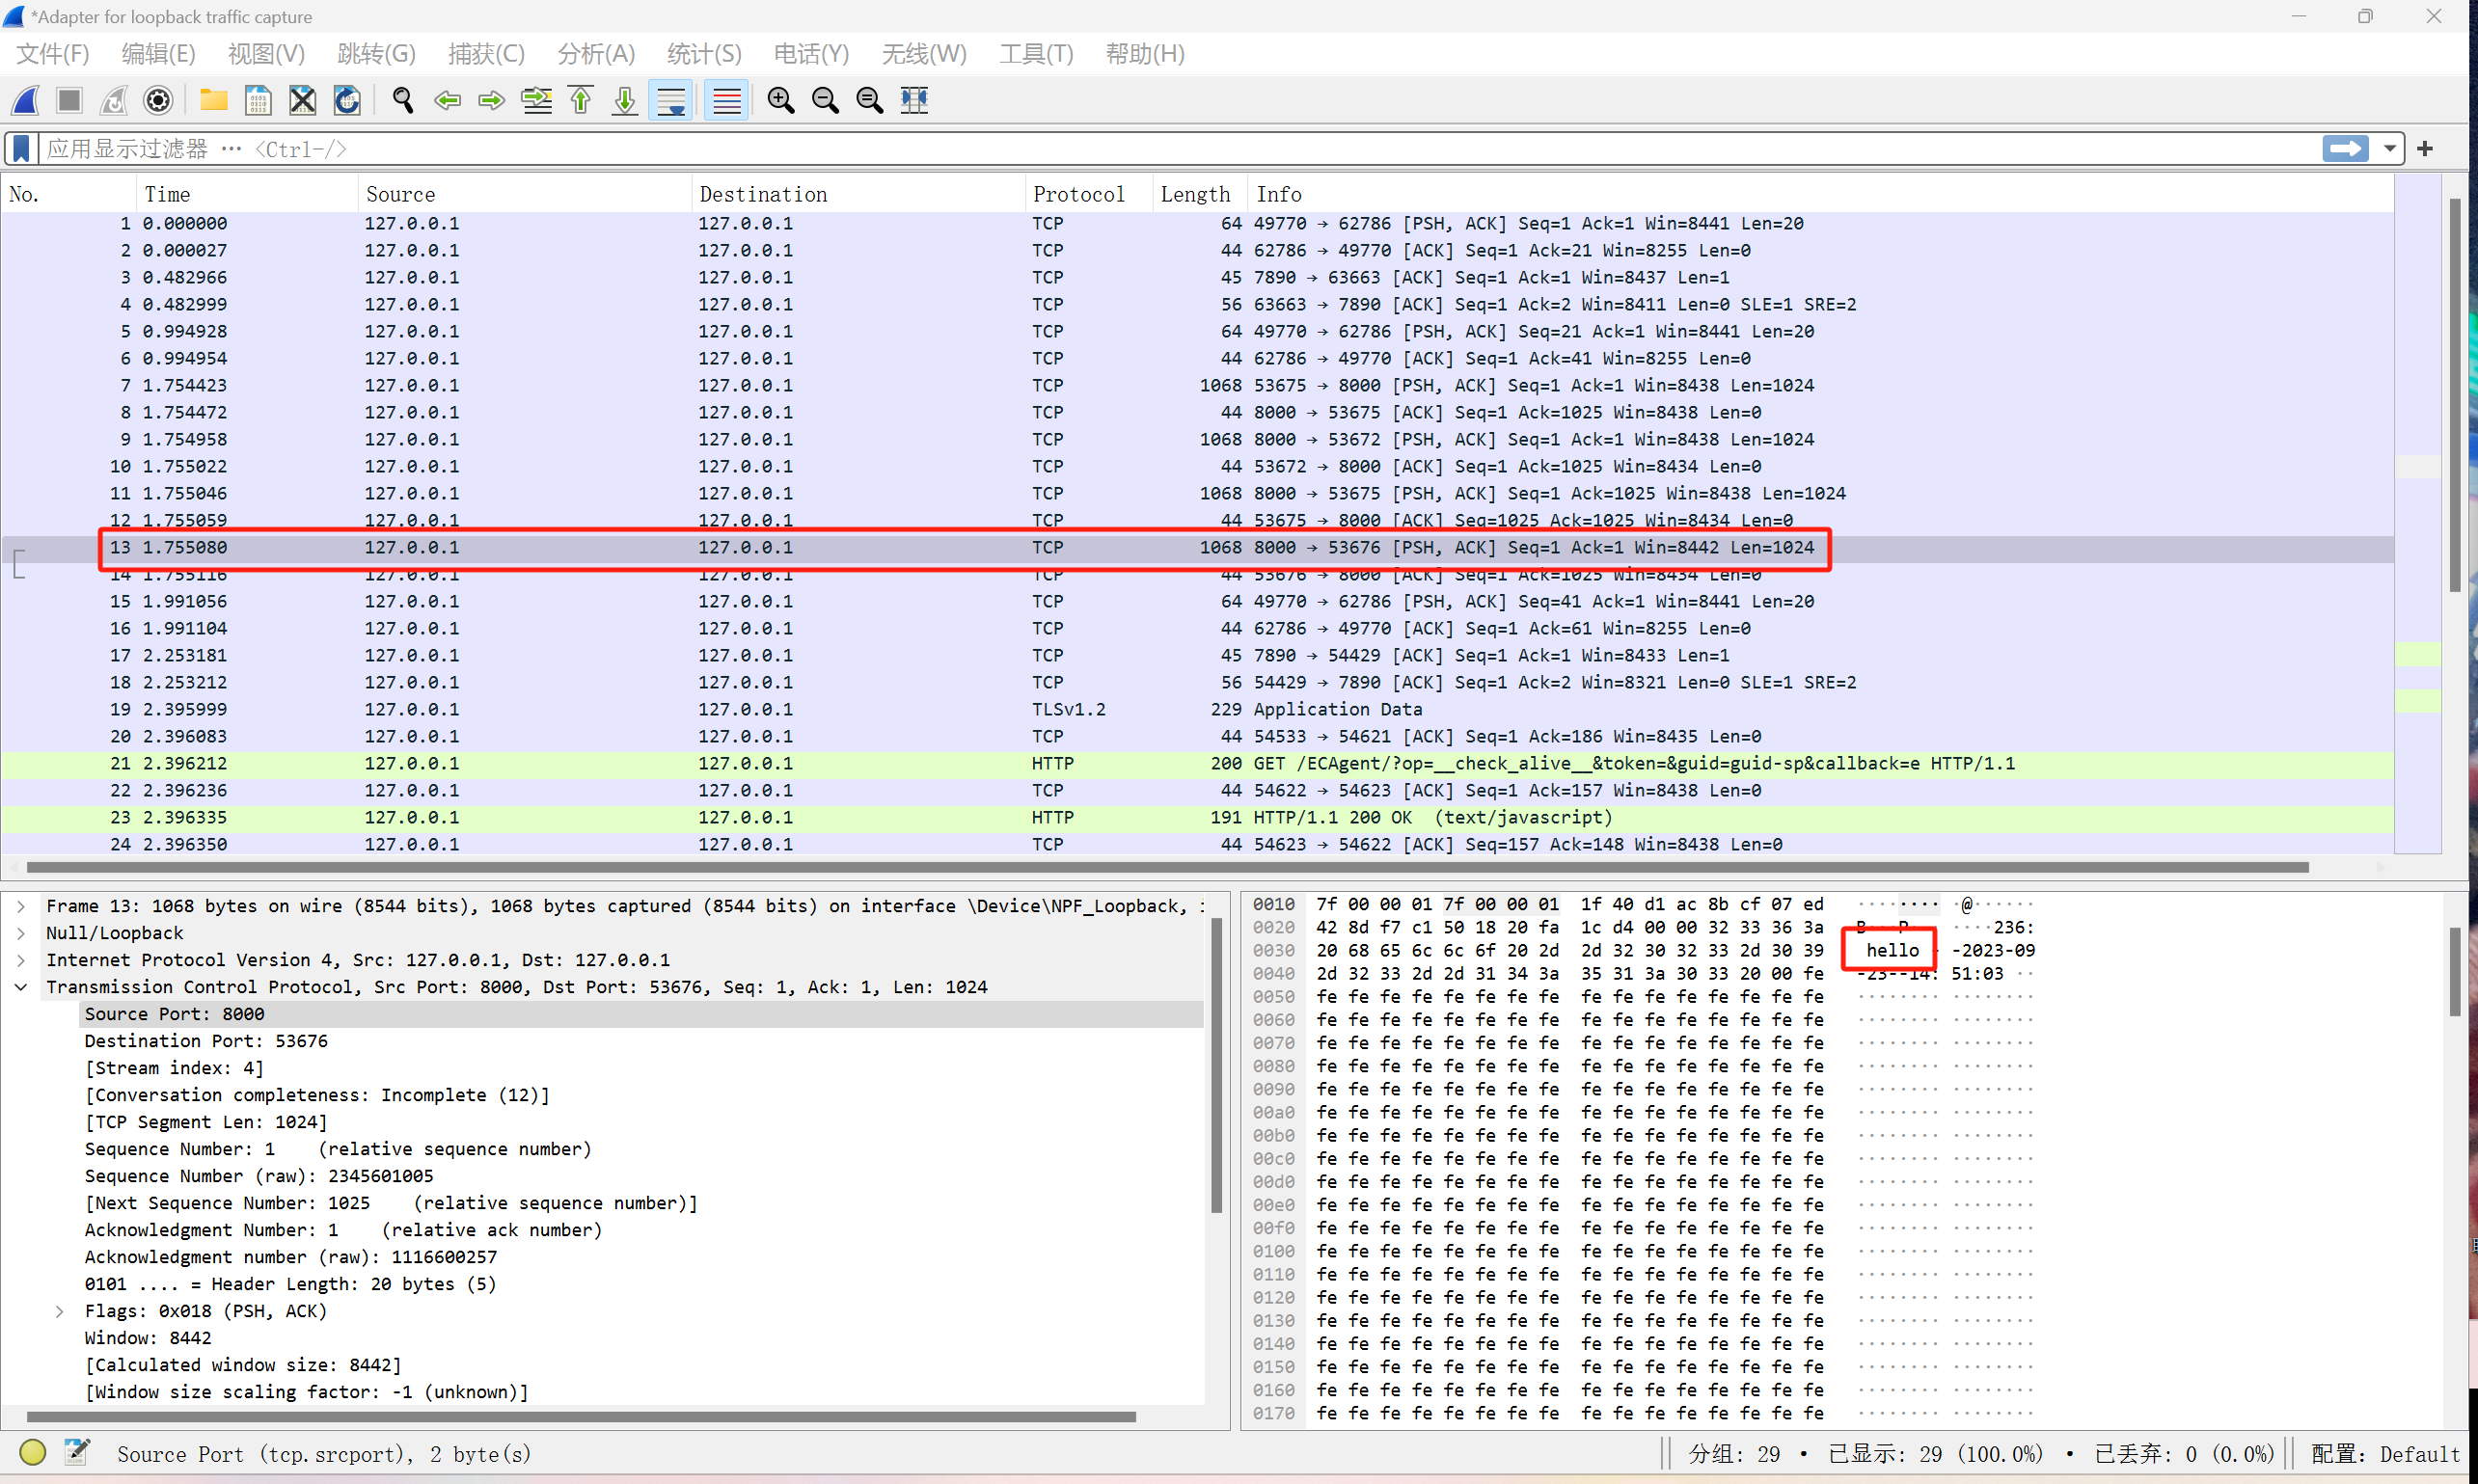 *Adapter for loopback traffic capture
文件(F) 编辑(E) 视图(V) 跳转(G) 捕获(C) 分析(A) 统计(S) 电话(Y) 无线(W) 工具(T) 帮助(H)
应用显示过滤器 … <Ctrl-/>
No. Time Source Destination Protocol Length Info
1 0.000000 127.0.0.1 127.0.0.1 TCP 64 49770 → 62786 [PSH, ACK] Seq=1 Ack=1 Win=8441 Len=20
2 0.000027 127.0.0.1 127.0.0.1 TCP 44 62786 → 49770 [ACK] Seq=1 Ack=21 Win=8255 Len=0
3 0.482966 127.0.0.1 127.0.0.1 TCP 45 7890 → 63663 [ACK] Seq=1 Ack=1 Win=8437 Len=1
4 0.482999 127.0.0.1 127.0.0.1 TCP 56 63663 → 7890 [ACK] Seq=1 Ack=2 Win=8411 Len=0 SLE=1 SRE=2
5 0.994928 127.0.0.1 127.0.0.1 TCP 64 49770 → 62786 [PSH, ACK] Seq=21 Ack=1 Win=8441 Len=20
6 0.994954 127.0.0.1 127.0.0.1 TCP 44 62786 → 49770 [ACK] Seq=1 Ack=41 Win=8255 Len=0
7 1.754423 127.0.0.1 127.0.0.1 TCP 1068 53675 → 8000 [PSH, ACK] Seq=1 Ack=1 Win=8438 Len=1024
8 1.754472 127.0.0.1 127.0.0.1 TCP 44 8000 → 53675 [ACK] Seq=1 Ack=1025 Win=8438 Len=0
9 1.754958 127.0.0.1 127.0.0.1 TCP 1068 8000 → 53672 [PSH, ACK] Seq=1 Ack=1 Win=8438 Len=1024
10 1.755022 127.0.0.1 127.0.0.1 TCP 44 53672 → 8000 [ACK] Seq=1 Ack=1025 Win=8434 Len=0
11 1.755046 127.0.0.1 127.0.0.1 TCP 1068 8000 → 53675 [PSH, ACK] Seq=1 Ack=1025 Win=8438 Len=1024
12 1.755059 127.0.0.1 127.0.0.1 TCP 44 53675 → 8000 [ACK] Seq=1025 Ack=1025 Win=8434 Len=0
13 1.755080 127.0.0.1 127.0.0.1 TCP 1068 8000 → 53676 [PSH, ACK] Seq=1 Ack=1 Win=8442 Len=1024
14 1.755116 127.0.0.1 127.0.0.1 TCP 44 53676 → 8000 [ACK] Seq=1 Ack=1025 Win=8434 Len=0
15 1.991056 127.0.0.1 127.0.0.1 TCP 64 49770 → 62786 [PSH, ACK] Seq=41 Ack=1 Win=8441 Len=20
16 1.991104 127.0.0.1 127.0.0.1 TCP 44 62786 → 49770 [ACK] Seq=1 Ack=61 Win=8255 Len=0
17 2.253181 127.0.0.1 127.0.0.1 TCP 45 7890 → 54429 [ACK] Seq=1 Ack=1 Win=8433 Len=1
18 2.253212 127.0.0.1 127.0.0.1 TCP 56 54429 → 7890 [ACK] Seq=1 Ack=2 Win=8321 Len=0 SLE=1 SRE=2
19 2.395999 127.0.0.1 127.0.0.1 TLSv1.2 229 Application Data
20 2.396083 127.0.0.1 127.0.0.1 TCP 44 54533 → 54621 [ACK] Seq=1 Ack=186 Win=8435 Len=0
21 2.396212 127.0.0.1 127.0.0.1 HTTP 200 GET /ECAgent/?op=__check_alive__&token=&guid=guid-sp&callback=e HTTP/1.1
22 2.396236 127.0.0.1 127.0.0.1 TCP 44 54622 → 54623 [ACK] Seq=1 Ack=157 Win=8438 Len=0
23 2.396335 127.0.0.1 127.0.0.1 HTTP 191 HTTP/1.1 200 OK (text/javascript)
24 2.396350 127.0.0.1 127.0.0.1 TCP 44 54623 → 54622 [ACK] Seq=157 Ack=148 Win=8438 Len=0
Frame 13: 1068 bytes on wire (8544 bits), 1068 bytes captured (8544 bits) on interface \Device\NPF_Loopback,
Null/Loopback
Internet Protocol Version 4, Src: 127.0.0.1, Dst: 127.0.0.1
Transmission Control Protocol, Src Port: 8000, Dst Port: 53676, Seq: 1, Ack: 1, Len: 1024
Source Port: 8000
Destination Port: 53676
[Stream index: 4]
[Conversation completeness: Incomplete (12)]
[TCP Segment Len: 1024]
Sequence Number: 1 (relative sequence number)
Sequence Number (raw): 2345601005
[Next Sequence Number: 1025 (relative sequence number)]
Acknowledgment Number: 1 (relative ack number)
Acknowledgment number (raw): 1116600257
0101 .... = Header Length: 20 bytes (5)
Flags: 0x018 (PSH, ACK)
Window: 8442
[Calculated window size: 8442]
[Window size scaling factor: -1 (unknown)]
0010 7f 00 00 01 7f 00 00 01 1f 40 d1 ac 8b cf 07 ed ········ ·@······
0020 42 8d f7 c1 50 18 20 fa 1c d4 00 00 32 33 36 3a B···P· · ····236:
0030 20 68 65 6c 6c 6f 20 2d 2d 32 30 32 33 2d 30 39 hello - -2023-09
0040 2d 32 33 2d 2d 31 34 3a 35 31 3a 30 33 20 00 fe -23--14: 51:03 ··
0050 fe fe fe fe fe fe fe fe fe fe fe fe fe fe fe fe ········ ········
0060 fe fe fe fe fe fe fe fe fe fe fe fe fe fe fe fe ········ ········
0070 fe fe fe fe fe fe fe fe fe fe fe fe fe fe fe fe ········ ········
0080 fe fe fe fe fe fe fe fe fe fe fe fe fe fe fe fe ········ ········
0090 fe fe fe fe fe fe fe fe fe fe fe fe fe fe fe fe ········ ········
00a0 fe fe fe fe fe fe fe fe fe fe fe fe fe fe fe fe ········ ········
00b0 fe fe fe fe fe fe fe fe fe fe fe fe fe fe fe fe ········ ········
00c0 fe fe fe fe fe fe fe fe fe fe fe fe fe fe fe fe ········ ········
00d0 fe fe fe fe fe fe fe fe fe fe fe fe fe fe fe fe ········ ········
00e0 fe fe fe fe fe fe fe fe fe fe fe fe fe fe fe fe ········ ········
00f0 fe fe fe fe fe fe fe fe fe fe fe fe fe fe fe fe ········ ········
0100 fe fe fe fe fe fe fe fe fe fe fe fe fe fe fe fe ········ ········
0110 fe fe fe fe fe fe fe fe fe fe fe fe fe fe fe fe ········ ········
0120 fe fe fe fe fe fe fe fe fe fe fe fe fe fe fe fe ········ ········
0130 fe fe fe fe fe fe fe fe fe fe fe fe fe fe fe fe ········ ········
0140 fe fe fe fe fe fe fe fe fe fe fe fe fe fe fe fe ········ ········
0150 fe fe fe fe fe fe fe fe fe fe fe fe fe fe fe fe ········ ········
0160 fe fe fe fe fe fe fe fe fe fe fe fe fe fe fe fe ········ ········
0170 fe fe fe fe fe fe fe fe fe fe fe fe fe fe fe fe ········ ········
Source Port (tcp.srcport), 2 byte(s) 分组: 29 · 已显示: 29 (100.0%) · 已丢弃: 0 (0.0%) 配置: Default